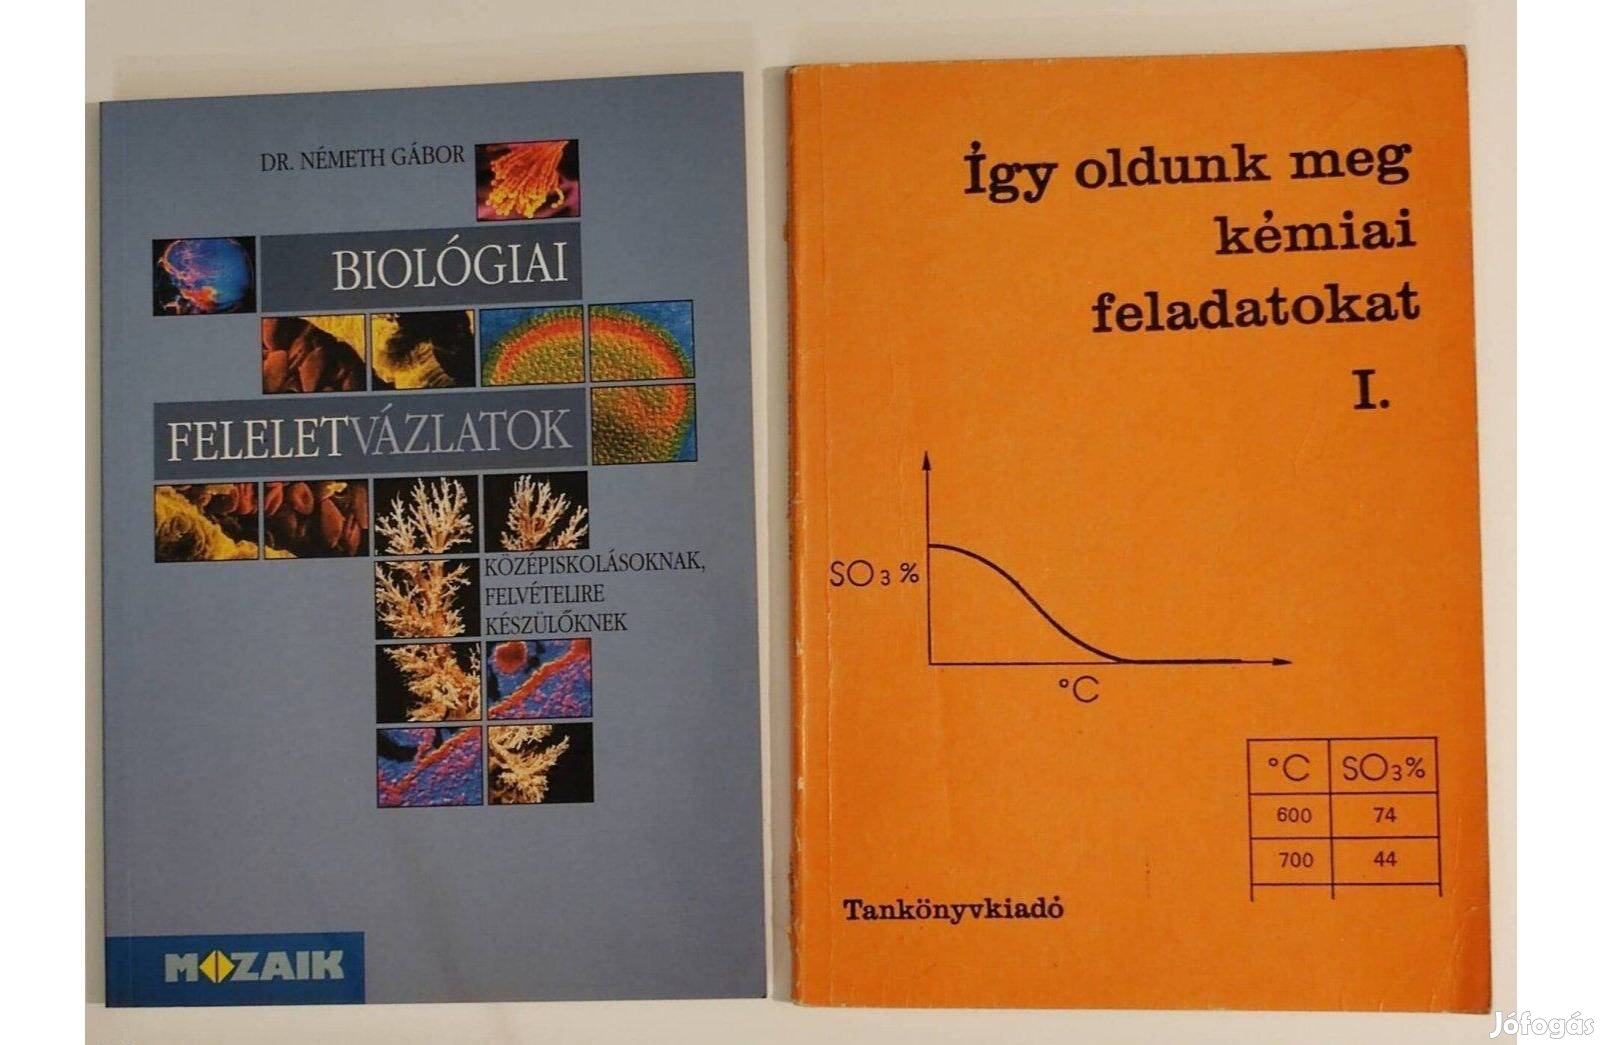 DR. NÉMETH GÁBOR
BIOLÓGIAI
FELELETVÁZLATOK
KÖZÉPISKOLÁSOKNAK,
FELVÉTELIRE
KÉSZÜLŐKNEK
MOZAIK
Így oldunk meg
kémiai
feladatokat
I.
SO3 %
°C
°C SO3%
600 74
700 44
Tankönyvkiadó
Jófogás